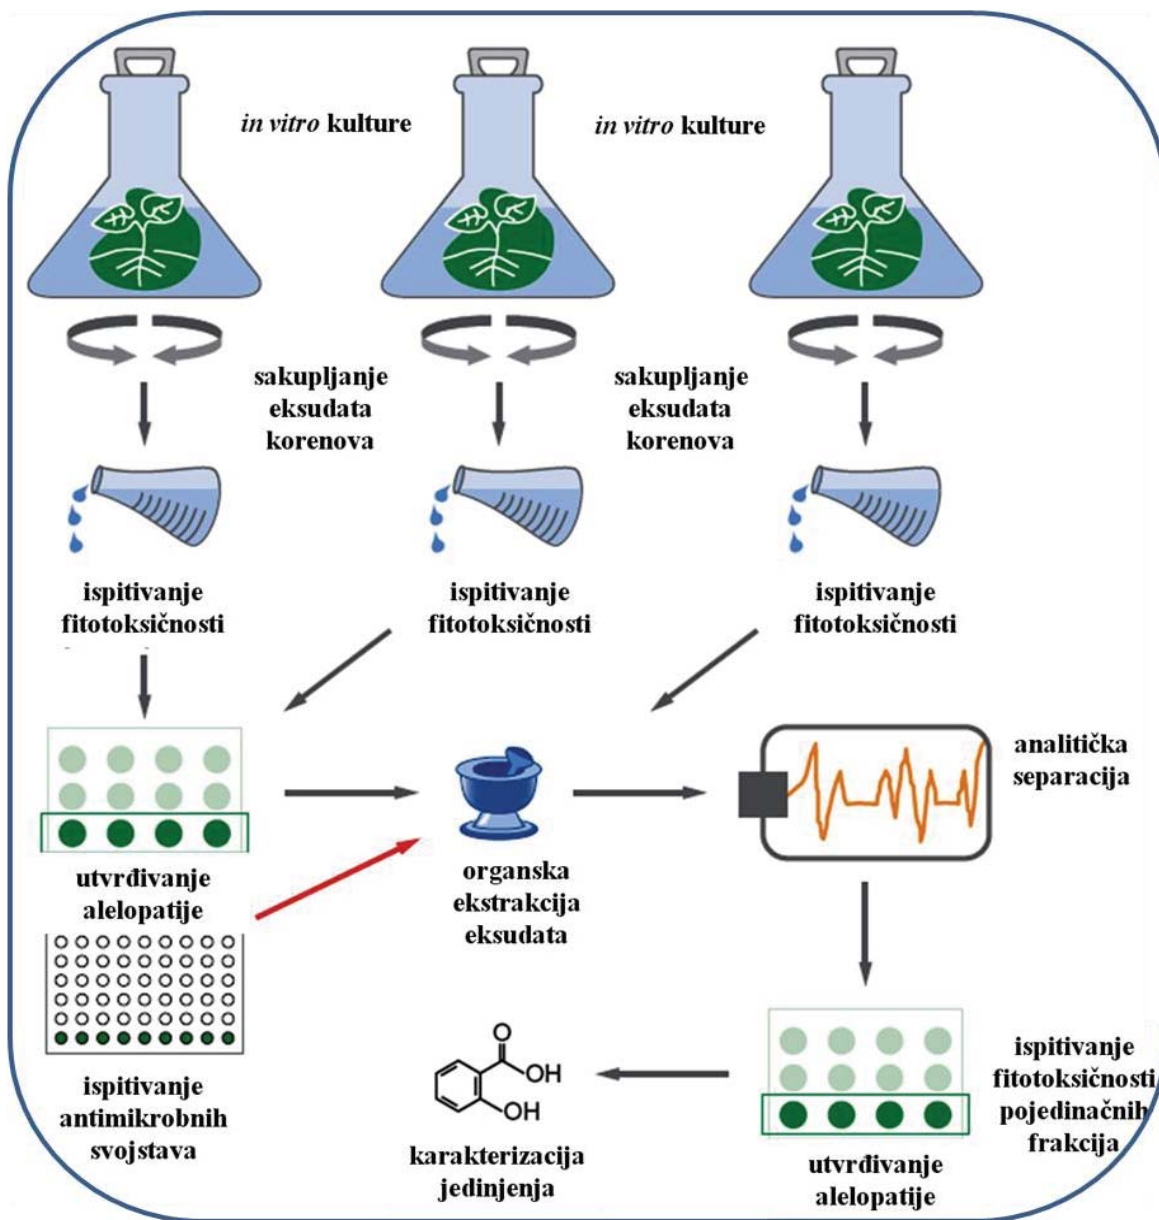 in vitro kulture
in vitro kulture
sakupljanje
eksudata
korenova
sakupljanje
eksudata
korenova
ispitivanje
fitotoksičnosti
ispitivanje
fitotoksičnosti
ispitivanje
fitotoksičnosti
analitička
separacija
utvrđivanje
alelopatije
organska
ekstrakcija
eksudata
ispitivanje
antimikrobnih
svojstava
O
OH
OH
karakterizacija
jedinjenja
ispitivanje
fitotoksičnosti
pojedinačnih
frakcija
utvrđivanje
alelopatije